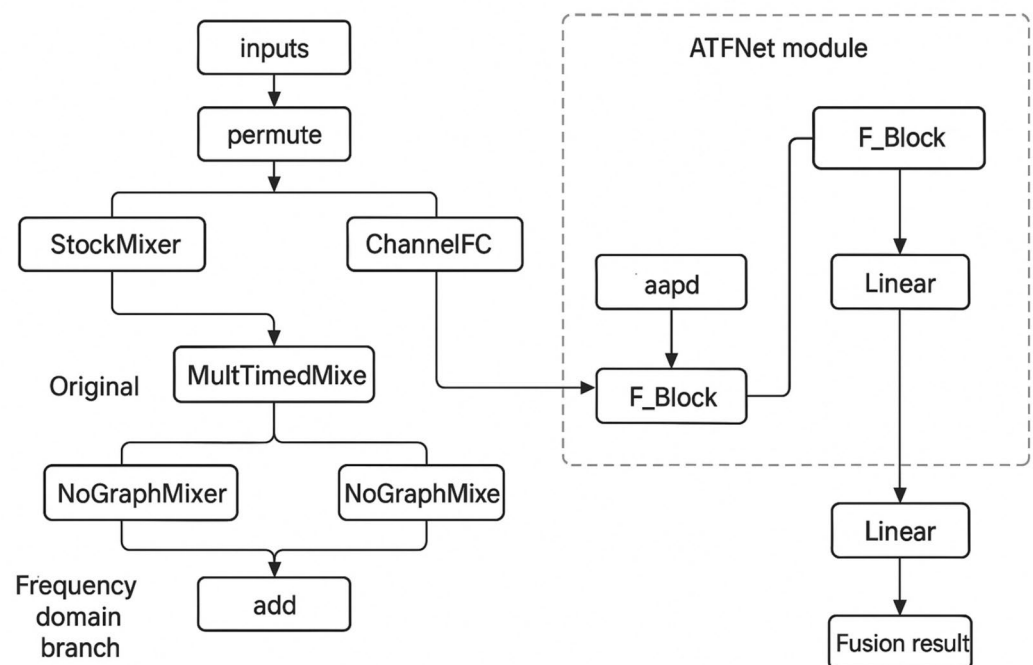 inputs
permute
StockMixer
ChannelFC
Original
MultTimedMixe
NoGraphMixer
NoGraphMixe
Frequency
domain
branch
add
ATFNet module
F_Block
Linear
aapd
F_Block
Linear
Fusion result